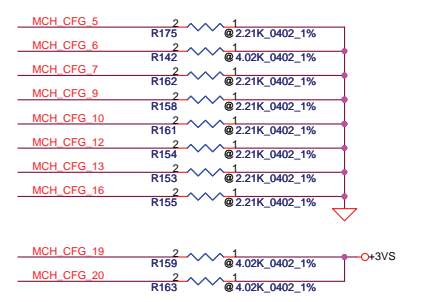 MCH_CFG_5 2 1
R175 @ 2.21K_0402_1%
MCH_CFG_6 2 1
R142 @ 4.02K_0402_1%
MCH_CFG_7 2 1
R162 @ 2.21K_0402_1%
MCH_CFG_9 2 1
R158 @ 2.21K_0402_1%
MCH_CFG_10 2 1
R161 @ 2.21K_0402_1%
MCH_CFG_12 2 1
R154 @ 2.21K_0402_1%
MCH_CFG_13 2 1
R153 @ 2.21K_0402_1%
MCH_CFG_16 2 1
R155 @ 2.21K_0402_1%
MCH_CFG_19 2 1 +3VS
R159 @ 4.02K_0402_1%
MCH_CFG_20 2 1
R163 @ 4.02K_0402_1%